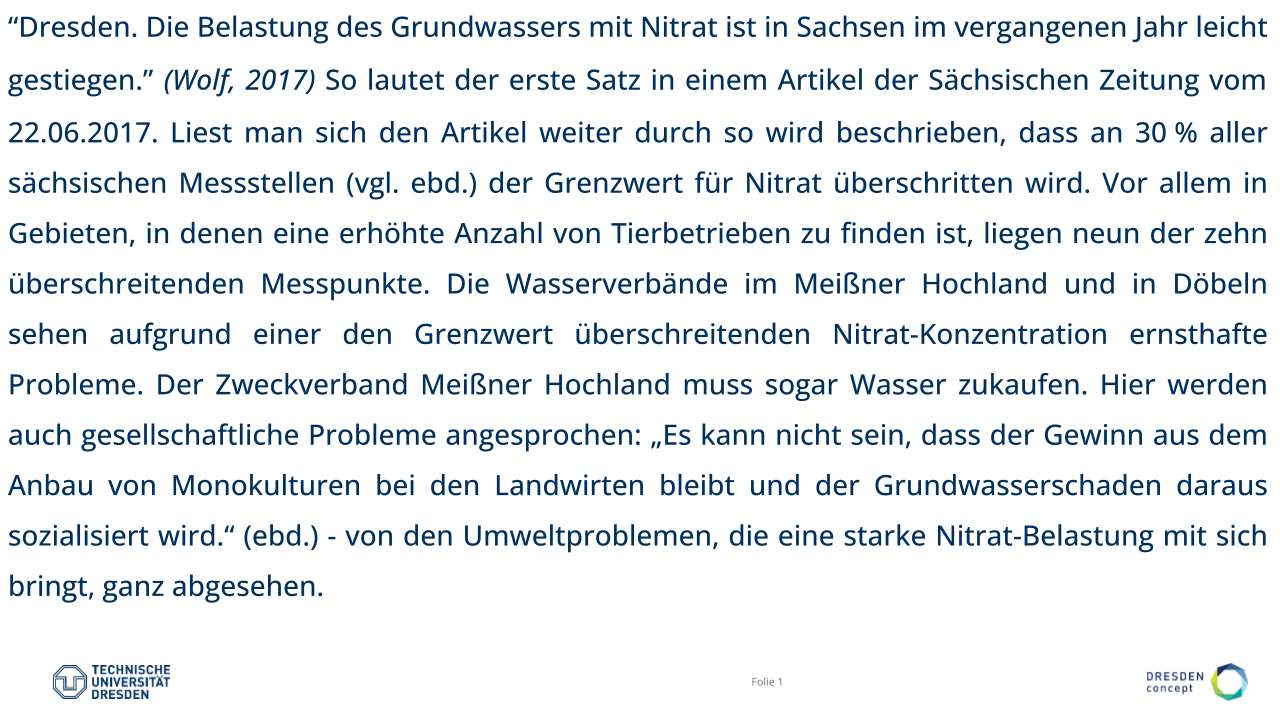 “Dresden. Die Belastung des Grundwassers mit Nitrat ist in Sachsen im vergangenen Jahr leicht
gestiegen.” (Wolf, 2017) So lautet der erste Satz in einem Artikel der Sächsischen Zeitung vom
22.06.2017. Liest man sich den Artikel weiter durch so wird beschrieben, dass an 30 % aller
sächsischen Messstellen (vgl. ebd.) der Grenzwert für Nitrat überschritten wird. Vor allem in
Gebieten, in denen eine erhöhte Anzahl von Tierbetrieben zu finden ist, liegen neun der zehn
überschreitenden Messpunkte. Die Wasserverbände im Meißner Hochland und in Döbeln
sehen aufgrund einer den Grenzwert überschreitenden Nitrat-Konzentration ernsthafte
Probleme. Der Zweckverband Meißner Hochland muss sogar Wasser zukaufen. Hier werden
auch gesellschaftliche Probleme angesprochen: „Es kann nicht sein, dass der Gewinn aus dem
Anbau von Monokulturen bei den Landwirten bleibt und der Grundwasserschaden daraus
sozialisiert wird.“ (ebd.) - von den Umweltproblemen, die eine starke Nitrat-Belastung mit sich
bringt, ganz abgesehen.
TECHNISCHE
UNIVERSITÄT
DRESDEN
Folie 1
DRESDEN
concept